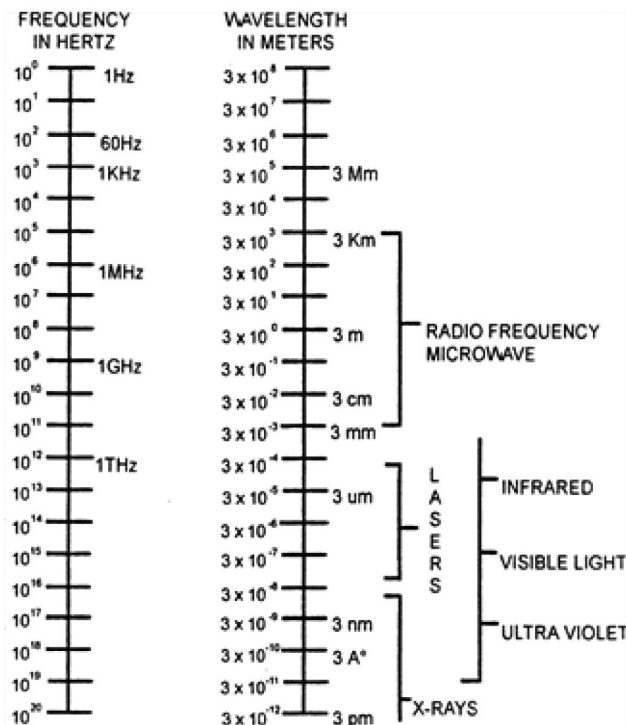 FREQUENCY IN HERTZ
10⁰ 1Hz
10¹
10² 60Hz
10³ 1KHz
10⁴
10⁵
10⁶ 1MHz
10⁷
10⁸
10⁹ 1GHz
10¹⁰
10¹¹
10¹² 1THz
10¹³
10¹⁴
10¹⁵
10¹⁶
10¹⁷
10¹⁸
10¹⁹
10²⁰
WAVELENGTH IN METERS
3 x 10⁸
3 x 10⁷
3 x 10⁶
3 x 10⁵ 3 Mm
3 x 10⁴
3 x 10³ 3 Km
3 x 10²
3 x 10¹
3 x 10⁰ 3 m
3 x 10⁻¹
3 x 10⁻² 3 cm
3 x 10⁻³ 3 mm
3 x 10⁻⁴
3 x 10⁻⁵ 3 um
3 x 10⁻⁶
3 x 10⁻⁷
3 x 10⁻⁸
3 x 10⁻⁹ 3 nm
3 x 10⁻¹⁰ 3 A°
3 x 10⁻¹¹
3 x 10⁻¹² 3 pm
RADIO FREQUENCY
MICROWAVE
LASERS
INFRARED
VISIBLE LIGHT
ULTRA VIOLET
X-RAYS